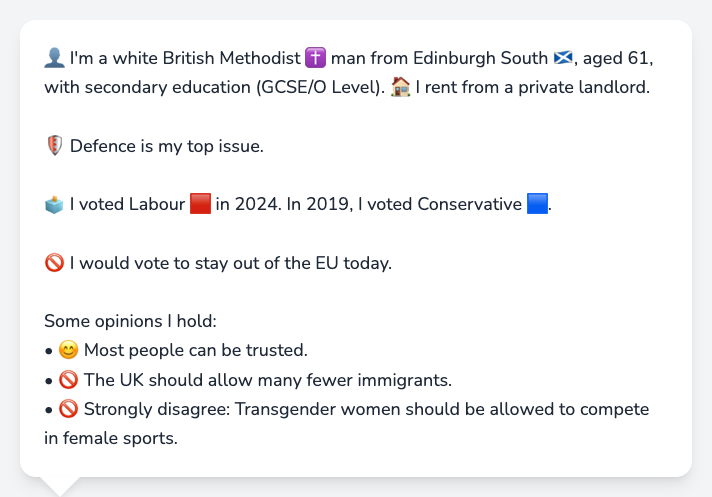 👤 I'm a white British Methodist ✝️ man from Edinburgh South 🏴󠁧󠁢󠁳󠁣󠁴󠁿, aged 61,
with secondary education (GCSE/O Level). 🏠 I rent from a private landlord.
🛡️ Defence is my top issue.
🗳️ I voted Labour 🟥 in 2024. In 2019, I voted Conservative 🟦.
🚫 I would vote to stay out of the EU today.
Some opinions I hold:
• 😊 Most people can be trusted.
• 🚫 The UK should allow many fewer immigrants.
• 🚫 Strongly disagree: Transgender women should be allowed to compete
in female sports.